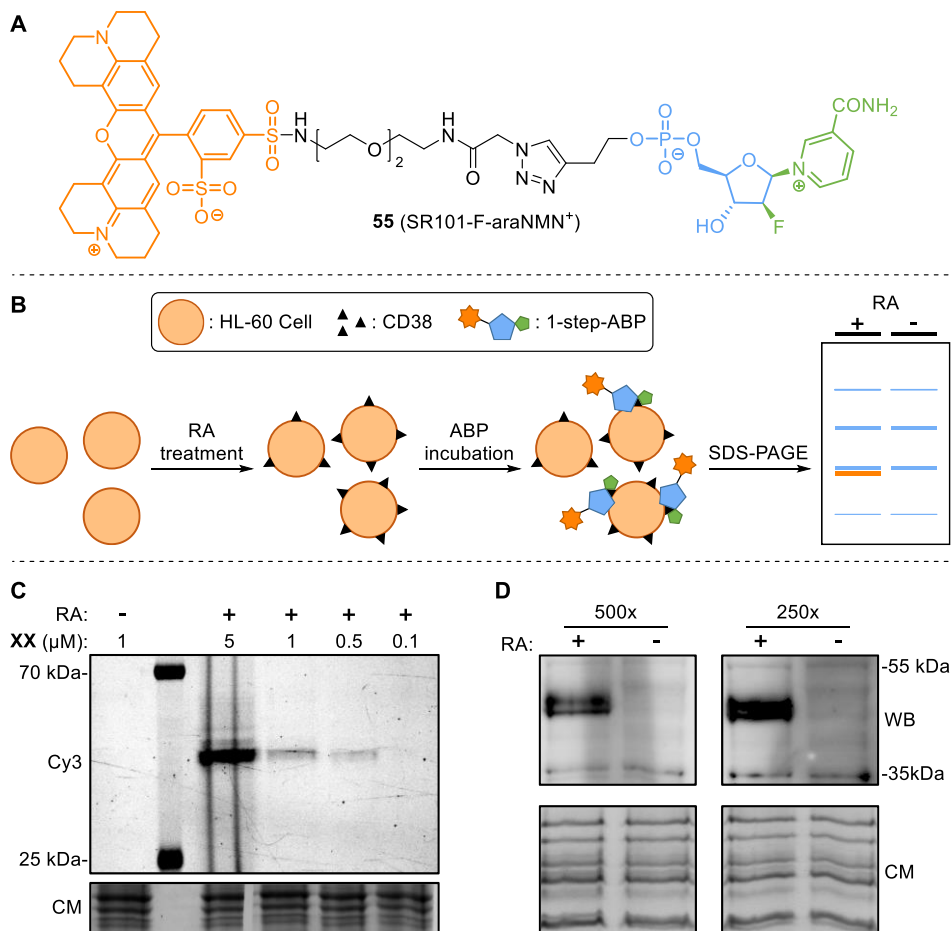 A
N
O
N
⊕
O
S
O
⊖
O
S
O
O
H
N
O
2
H
N
O
N
N
N
O
O
P
O
⊖
O
O
HO
F
N
⊕
CONH2
55 (SR101-F-araNMN+)
B
: HL-60 Cell
: CD38
: 1-step-ABP
RA
+ -
RA
treatment
ABP
incubation
SDS-PAGE
C
RA: - + + + +
XX (μM): 1 5 1 0.5 0.1
70 kDa-
Cy3
25 kDa-
CM
D
500x 250x
RA: + - + -
-55 kDa
WB
-35kDa
CM